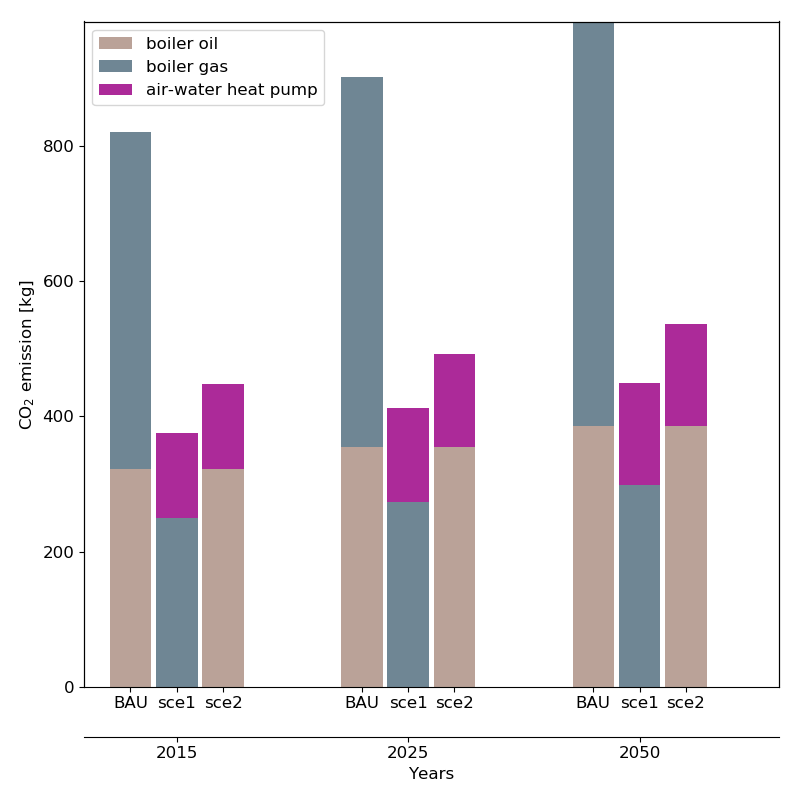 boiler oil
boiler gas
air-water heat pump
CO₂ emission [kg]
800
600
400
200
0
BAU sce1 sce2 BAU sce1 sce2 BAU sce1 sce2
2015 2025 2050
Years